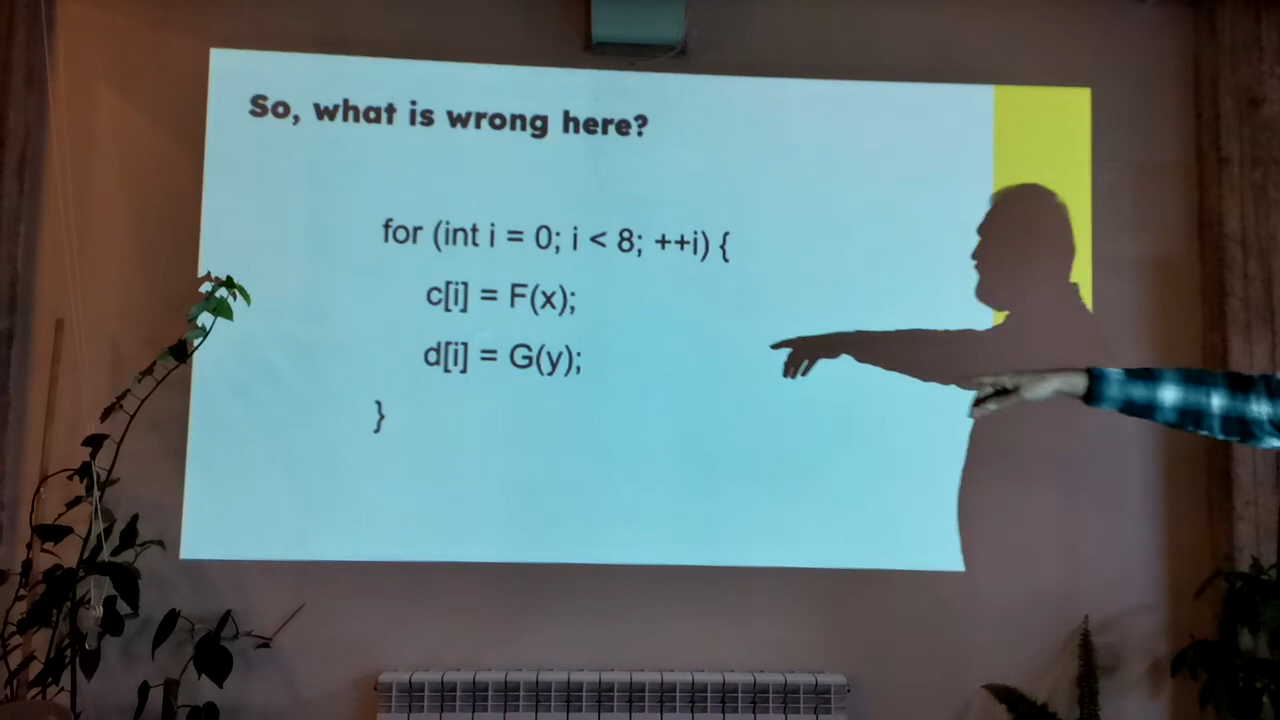 So, what is wrong here?
for (int i = 0; i < 8; ++i) {
c[i] = F(x);
d[i] = G(y);
}